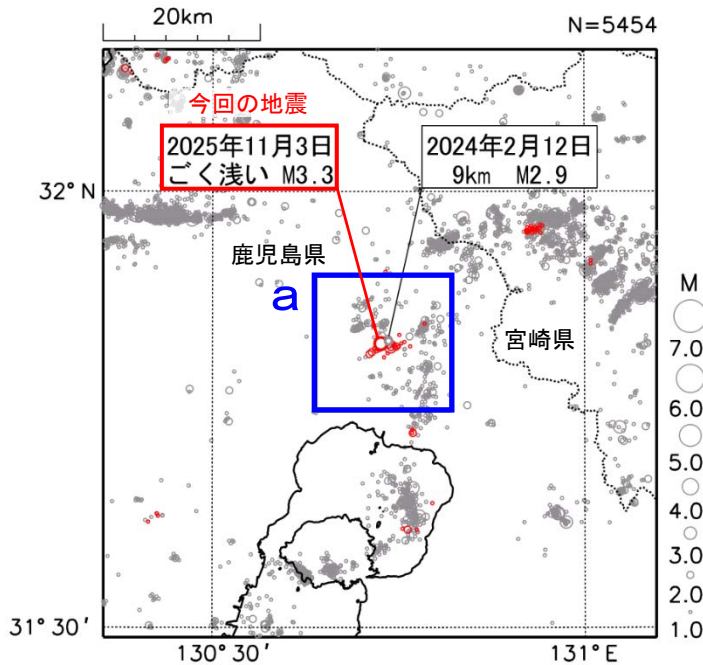 20km
N=5454
今回の地震
2025年11月3日
ごく浅い M3.3
2024年2月12日
9km M2.9
32°N
鹿児島県
a
宮崎県
M
7.0
6.0
5.0
4.0
3.0
2.0
1.0
31°30′
130°30′
131°E